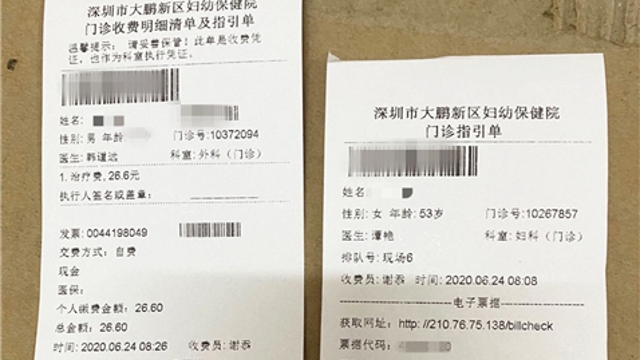 深圳市大鹏新区妇幼保健院
门诊收费明细清单及指引单
温馨提示: 请妥善保管!此单是收费凭
证,也作为科室执行凭证。
姓名:
性别: 男 年龄 门诊号:10372094
医生: 韩道远 科室:外科(门诊)
1.治疗费,26.6元
执行人签名或盖章:
发票: 0044198049
交费方式: 自费
现金
医保:
个人缴费金额: 26.60
总金额: 26.60
时间: 2020.06.24 08:26 收费员: 谢添
深圳市大鹏新区妇幼保健院
门诊指引单
姓名
性别: 女 年龄: 53岁 门诊号:10267857
医生: 谭艳 科室:妇科(门诊)
排队号: 现场6
收费员: 谢添 时间: 2020.06.24 08:08
电子票据
获取网址: http://210.76.75.138/billcheck
票据代码: